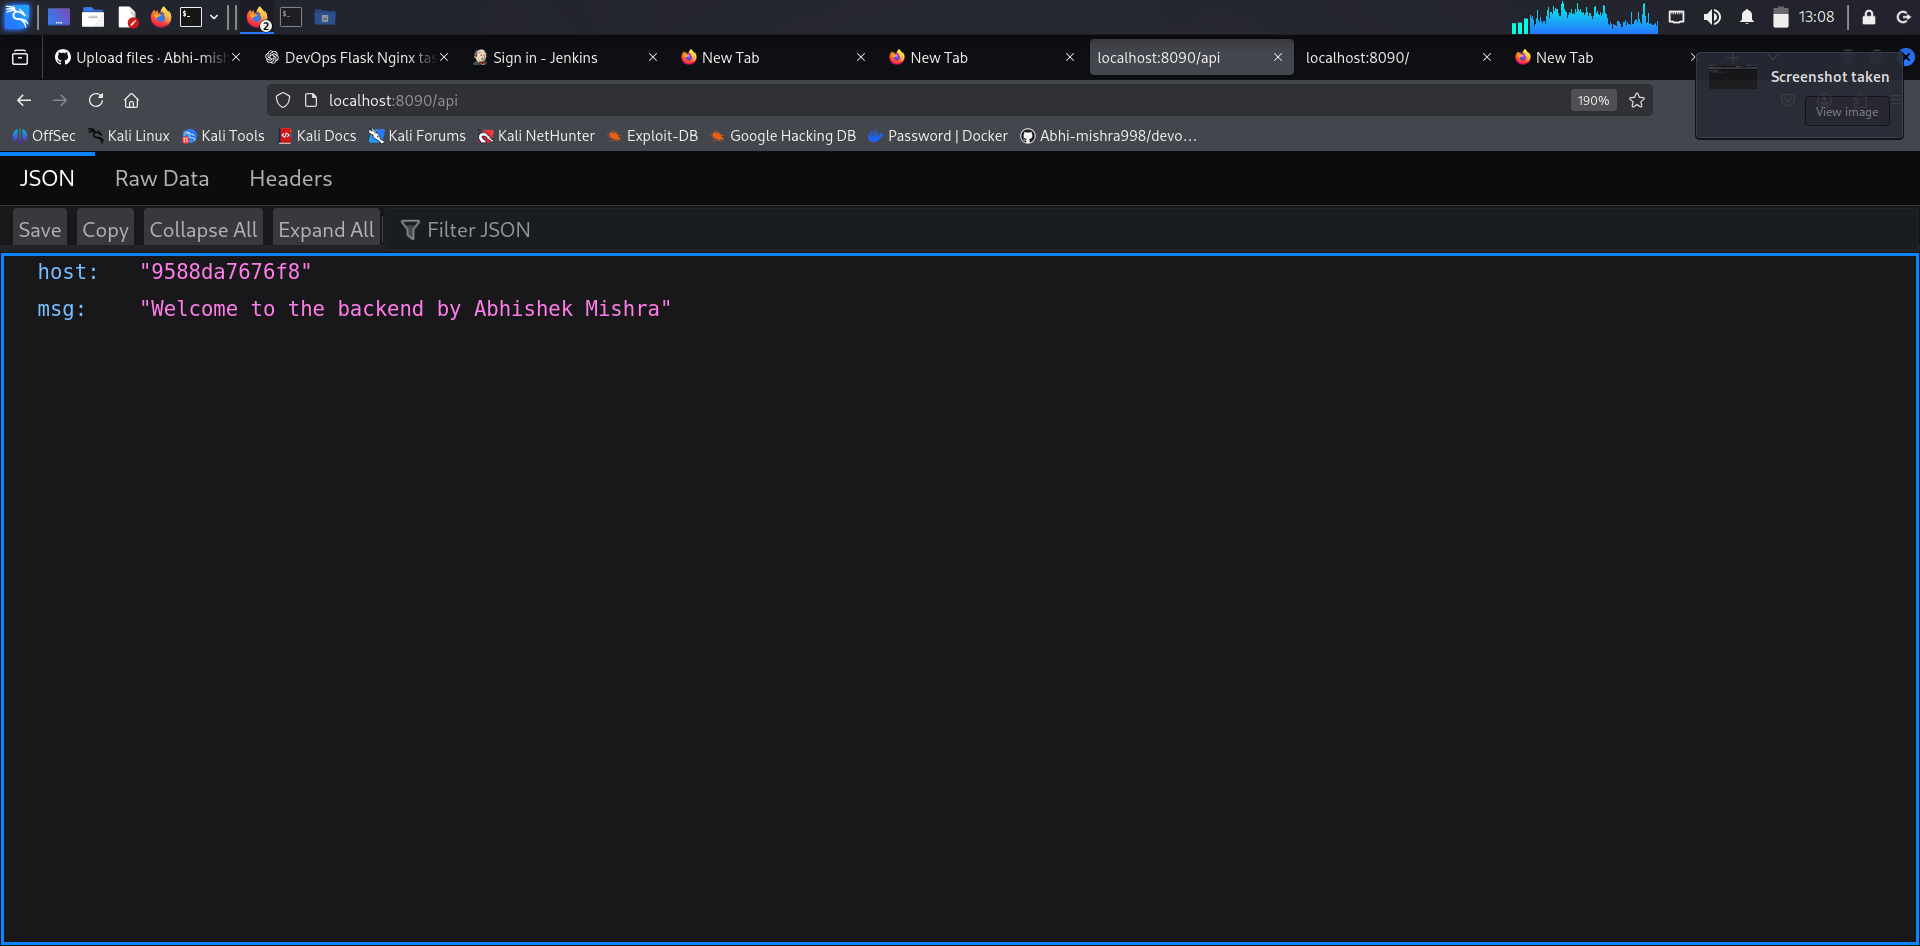 13:08
Upload files · Abhi-mish
DevOps Flask Nginx tas
Sign in - Jenkins
New Tab
New Tab
localhost:8090/api
localhost:8090/
New Tab
Screenshot taken
View image
localhost:8090/api
190%
OffSec
Kali Linux
Kali Tools
Kali Docs
Kali Forums
Kali NetHunter
Exploit-DB
Google Hacking DB
Password | Docker
Abhi-mishra998/devo…
JSON
Raw Data
Headers
Save
Copy
Collapse All
Expand All
Filter JSON
host: "9588da7676f8"
msg: "Welcome to the backend by Abhishek Mishra"